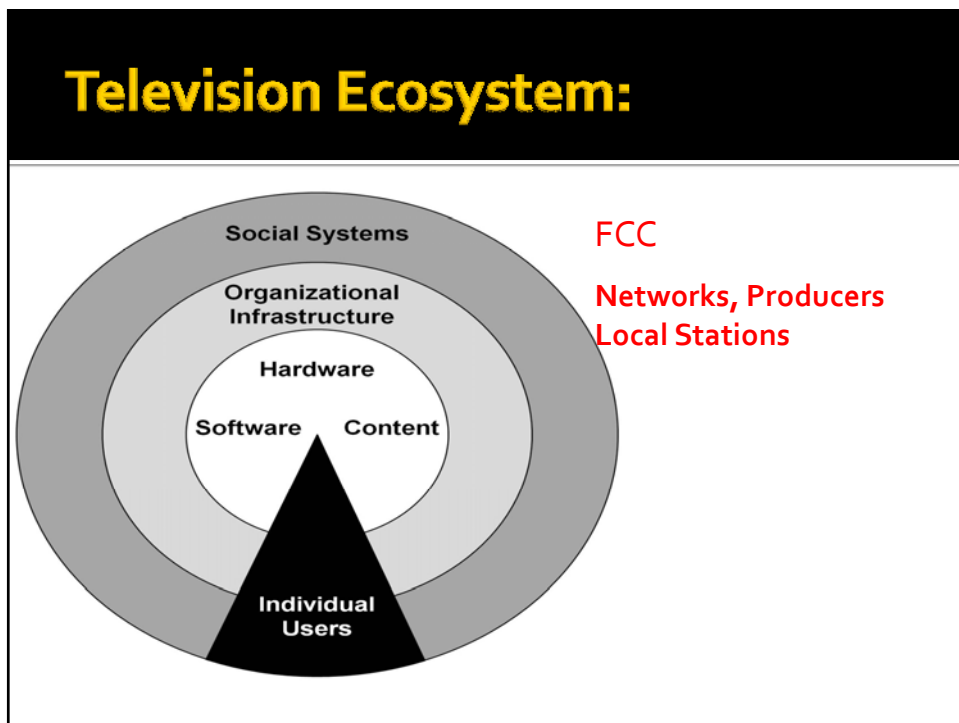 Television Ecosystem:
Social Systems
Organizational
Infrastructure
Hardware
Software Content
Individual
Users
FCC
Networks, Producers
Local Stations